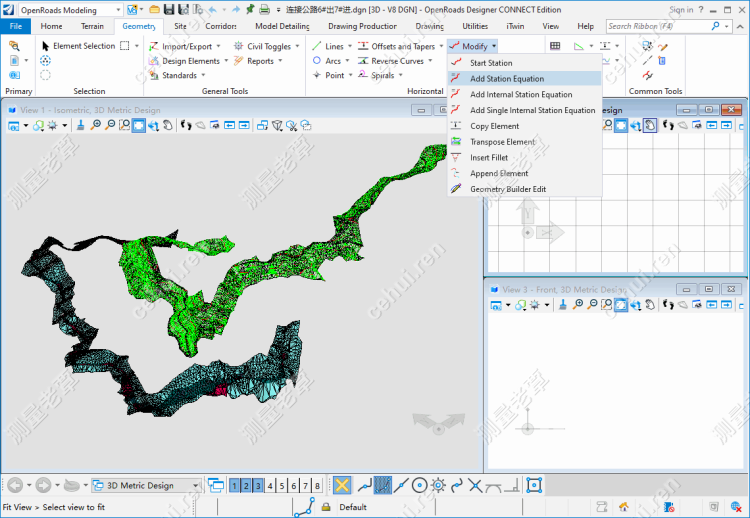 OpenRoads Modeling
连接公路6#出7#进.dgn [3D - V8 DGN] - OpenRoads Designer CONNECT Edition
Sign in ?
File Home Terrain Geometry Site Corridor Model Detailing Drawing Production Drawing Utilities iTwin View Help Search Ribbon (F4)
Element Selection Import/Export Civil Toggles Lines Offsets and Tapers Modify
Design Elements Reports Arcs Reverse Curves
Standards Point Spirals
Primary Selection General Tools Horizontal Common Tools
Start Station
Add Station Equation
Add Internal Station Equation
Add Single Internal Station Equation
Copy Element
Transpose Element
Insert Fillet
Append Element
Geometry Builder Edit
View 1 - Isometric, 3D Metric Design
esign
View 3 - Front, 3D Metric Design
3D Metric Design
1 2 3 4 5 6 7 8
Fit View > Select view to fit
Default
测量老覃
cehui.ren